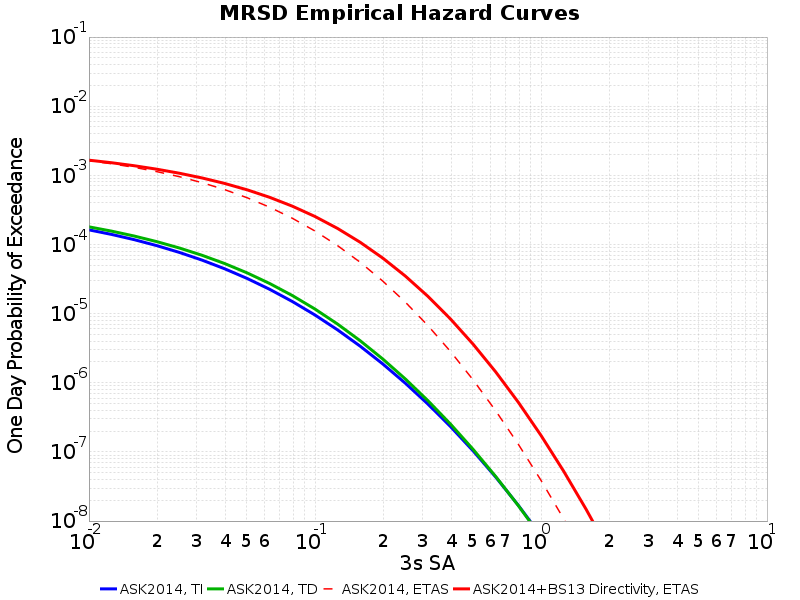 MRSD Empirical Hazard Curves
One Day Probability of Exceedance
10-1
10-2
10-3
10-4
10-5
10-6
10-7
10-8
10-2 2 3 4 5 6 10-1 2 3 4 5 6 7 100 2 3 4 5 6 7 101
3s SA
ASK2014, TI ASK2014, TD ASK2014, ETAS ASK2014+BS13 Directivity, ETAS